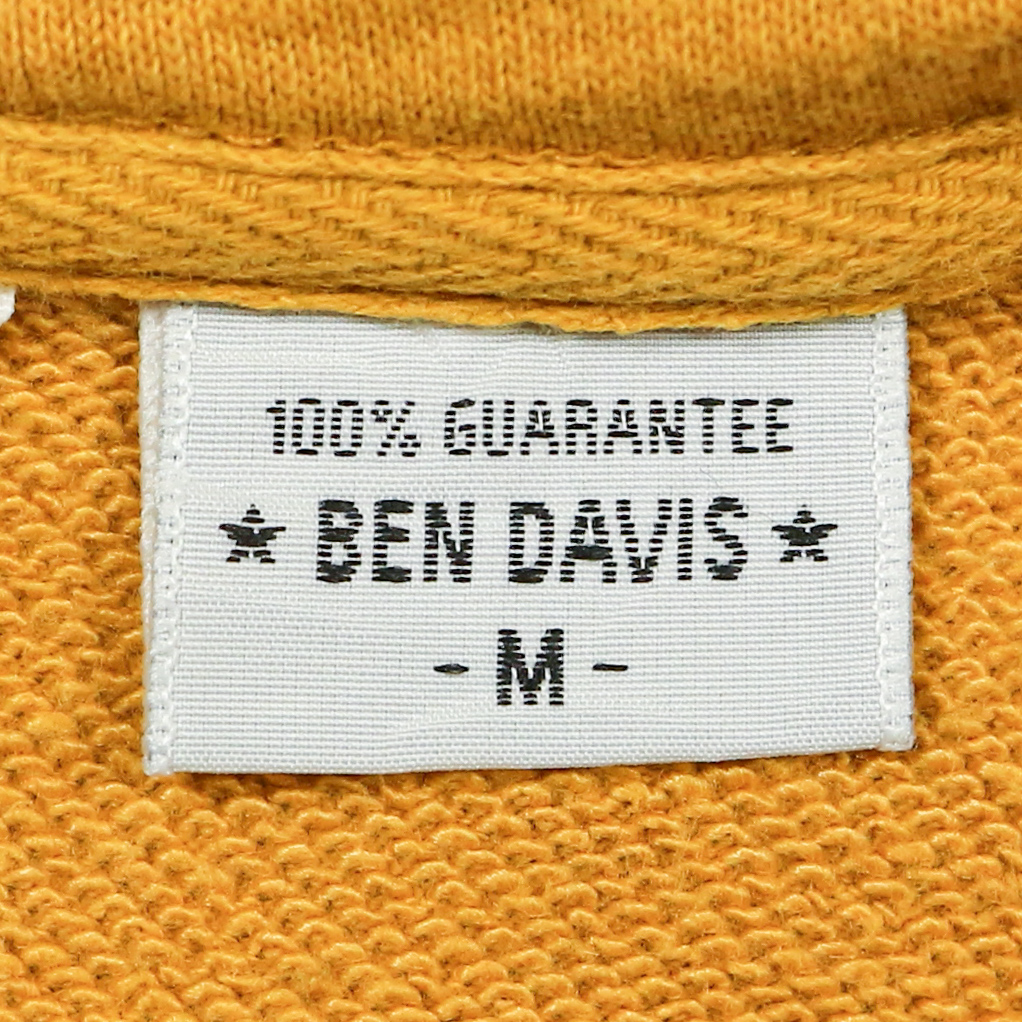 100% GUARANTEE
★ BEN DAVIS ★
- M -